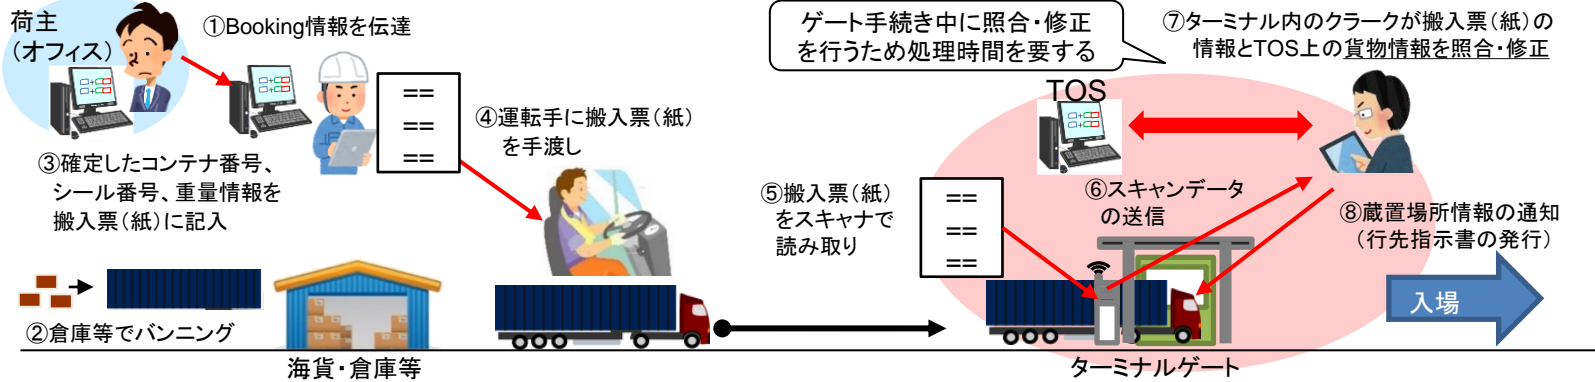 荷主
（オフィス）
①Booking情報を伝達
②倉庫等でバンニング
③確定したコンテナ番号、
シール番号、重量情報を
搬入票（紙）に記入
==
==
==
④運転手に搬入票（紙）
を手渡し
海貨・倉庫等
⑤搬入票（紙）
をスキャナで
読み取り
==
==
==
ゲート手続き中に照合・修正
を行うため処理時間を要する
TOS
⑥スキャンデータ
の送信
⑦ターミナル内のクラークが搬入票（紙）の
情報とTOS上の貨物情報を照合・修正
⑧蔵置場所情報の通知
（行先指示書の発行）
入場
ターミナルゲート